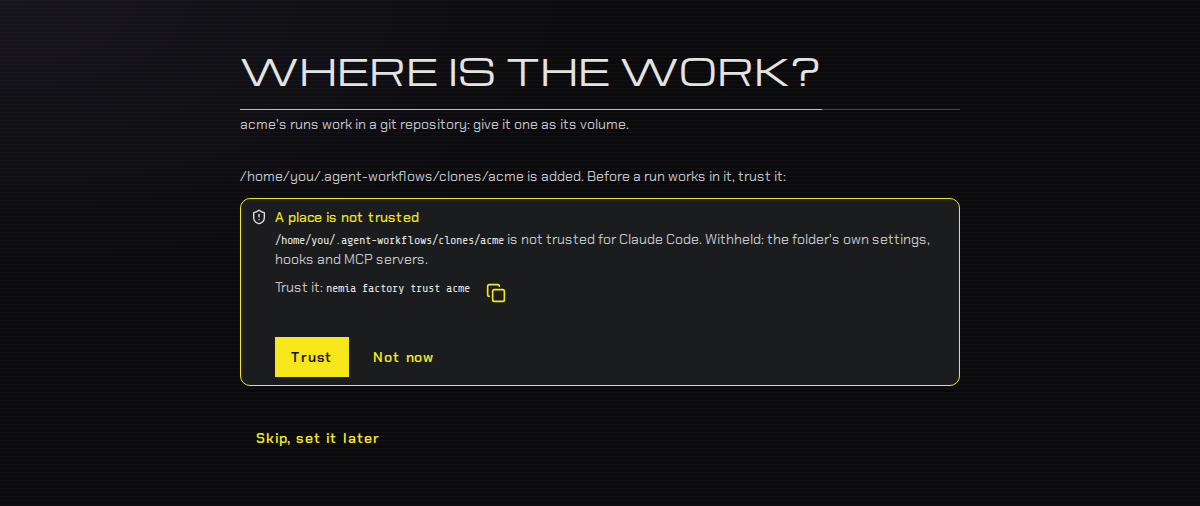 WHERE IS THE WORK?
acme's runs work in a git repository: give it one as its volume.
/home/you/.agent-workflows/clones/acme is added. Before a run works in it, trust it:
A place is not trusted
/home/you/.agent-workflows/clones/acme is not trusted for Claude Code. Withheld: the folder's own settings,
hooks and MCP servers.
Trust it: nemia factory trust acme
Trust
Not now
Skip, set it later